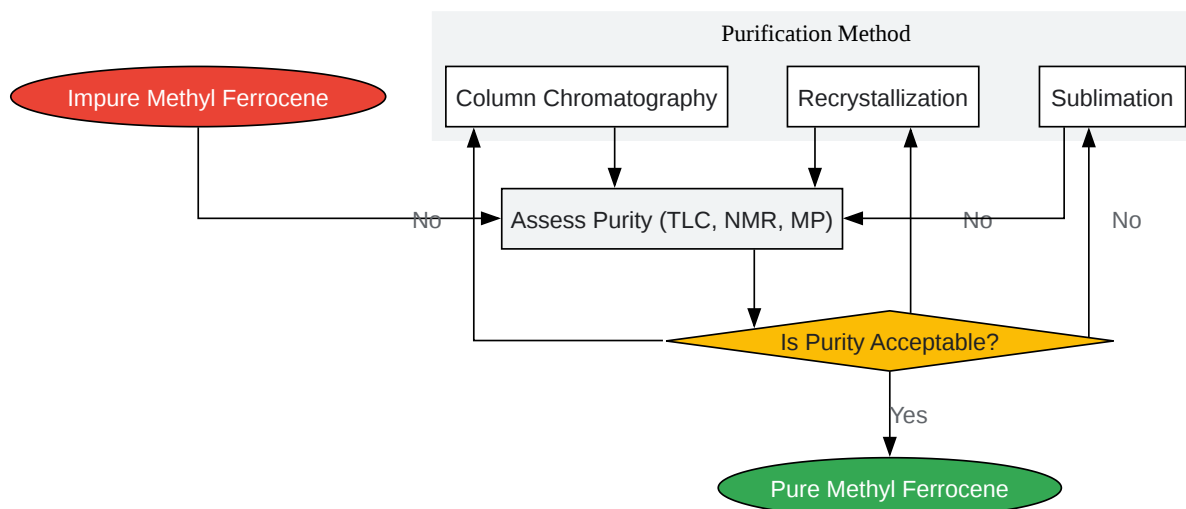 Purification Method
Impure Methyl Ferrocene
Column Chromatography
Recrystallization
Sublimation
No
Assess Purity (TLC, NMR, MP)
No
No
Is Purity Acceptable?
Yes
Pure Methyl Ferrocene